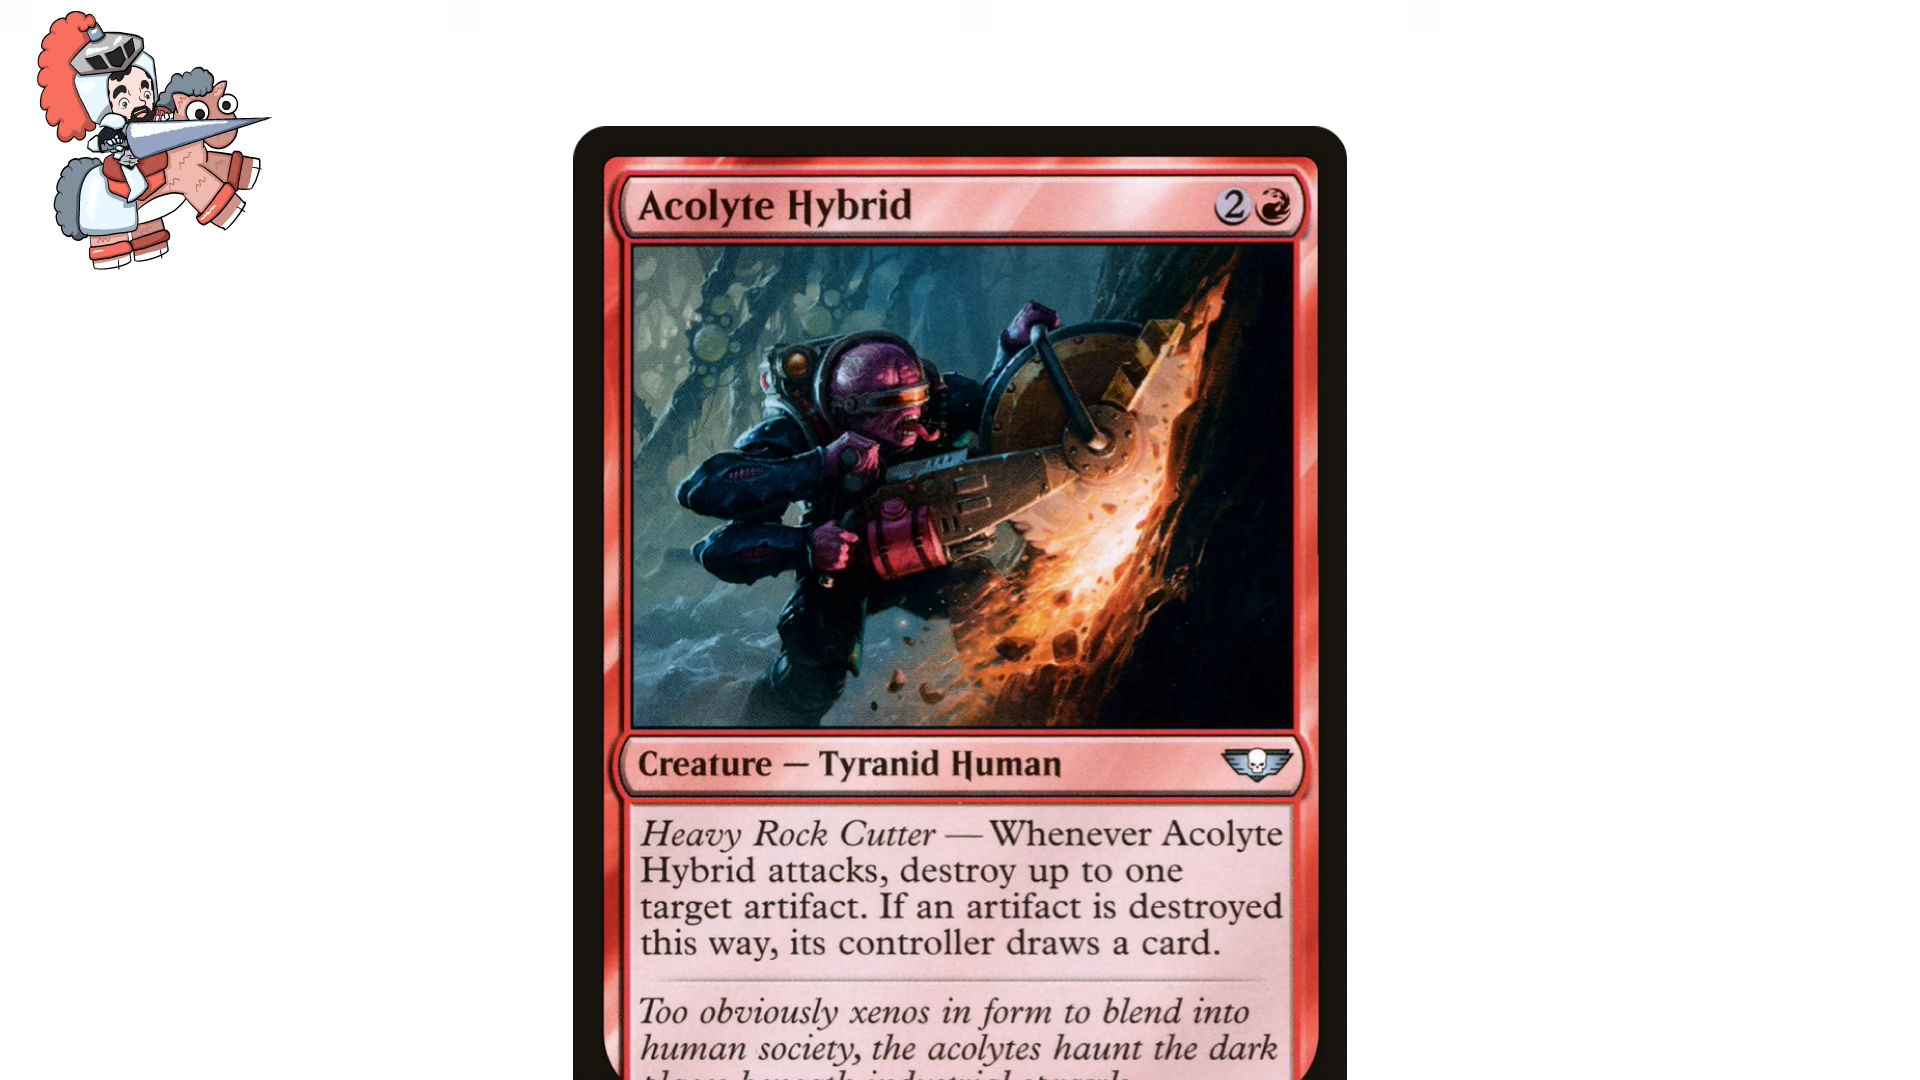 Acolyte Hybrid 2
Creature — Tyranid Human
Heavy Rock Cutter — Whenever Acolyte
Hybrid attacks, destroy up to one
target artifact. If an artifact is destroyed
this way, its controller draws a card.
Too obviously xenos in form to blend into
human society, the acolytes haunt the dark